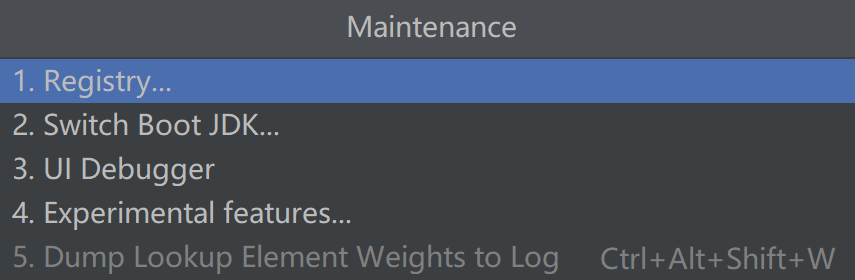 Maintenance
1. Registry...
2. Switch Boot JDK...
3. UI Debugger
4. Experimental features...
5. Dump Lookup Element Weights to Log Ctrl+Alt+Shift+W